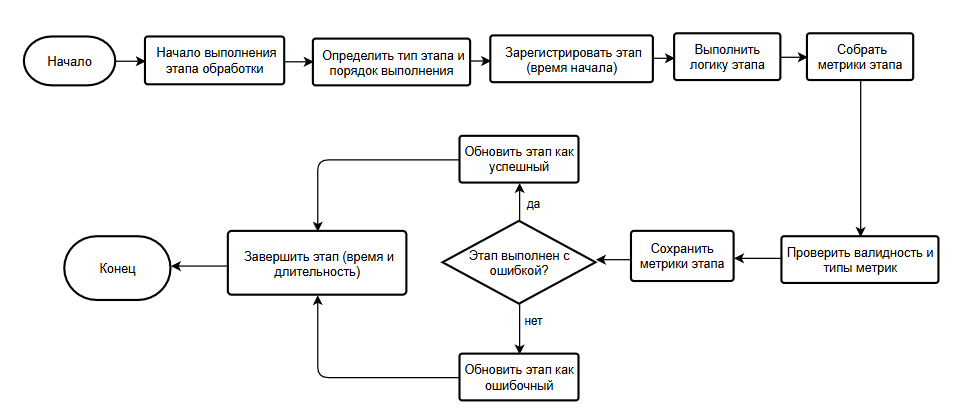 Начало
Начало выполнения
этапа обработки
Определить тип этапа и
порядок выполнения
Зарегистрировать этап
(время начала)
Выполнить
логику этапа
Собрать
метрики этапа
Проверить валидность и
типы метрик
Сохранить
метрики этапа
Этап выполнен с
ошибкой?
да
Обновить этап как
успешный
нет
Обновить этап как
ошибочный
Завершить этап (время и
длительность)
Конец